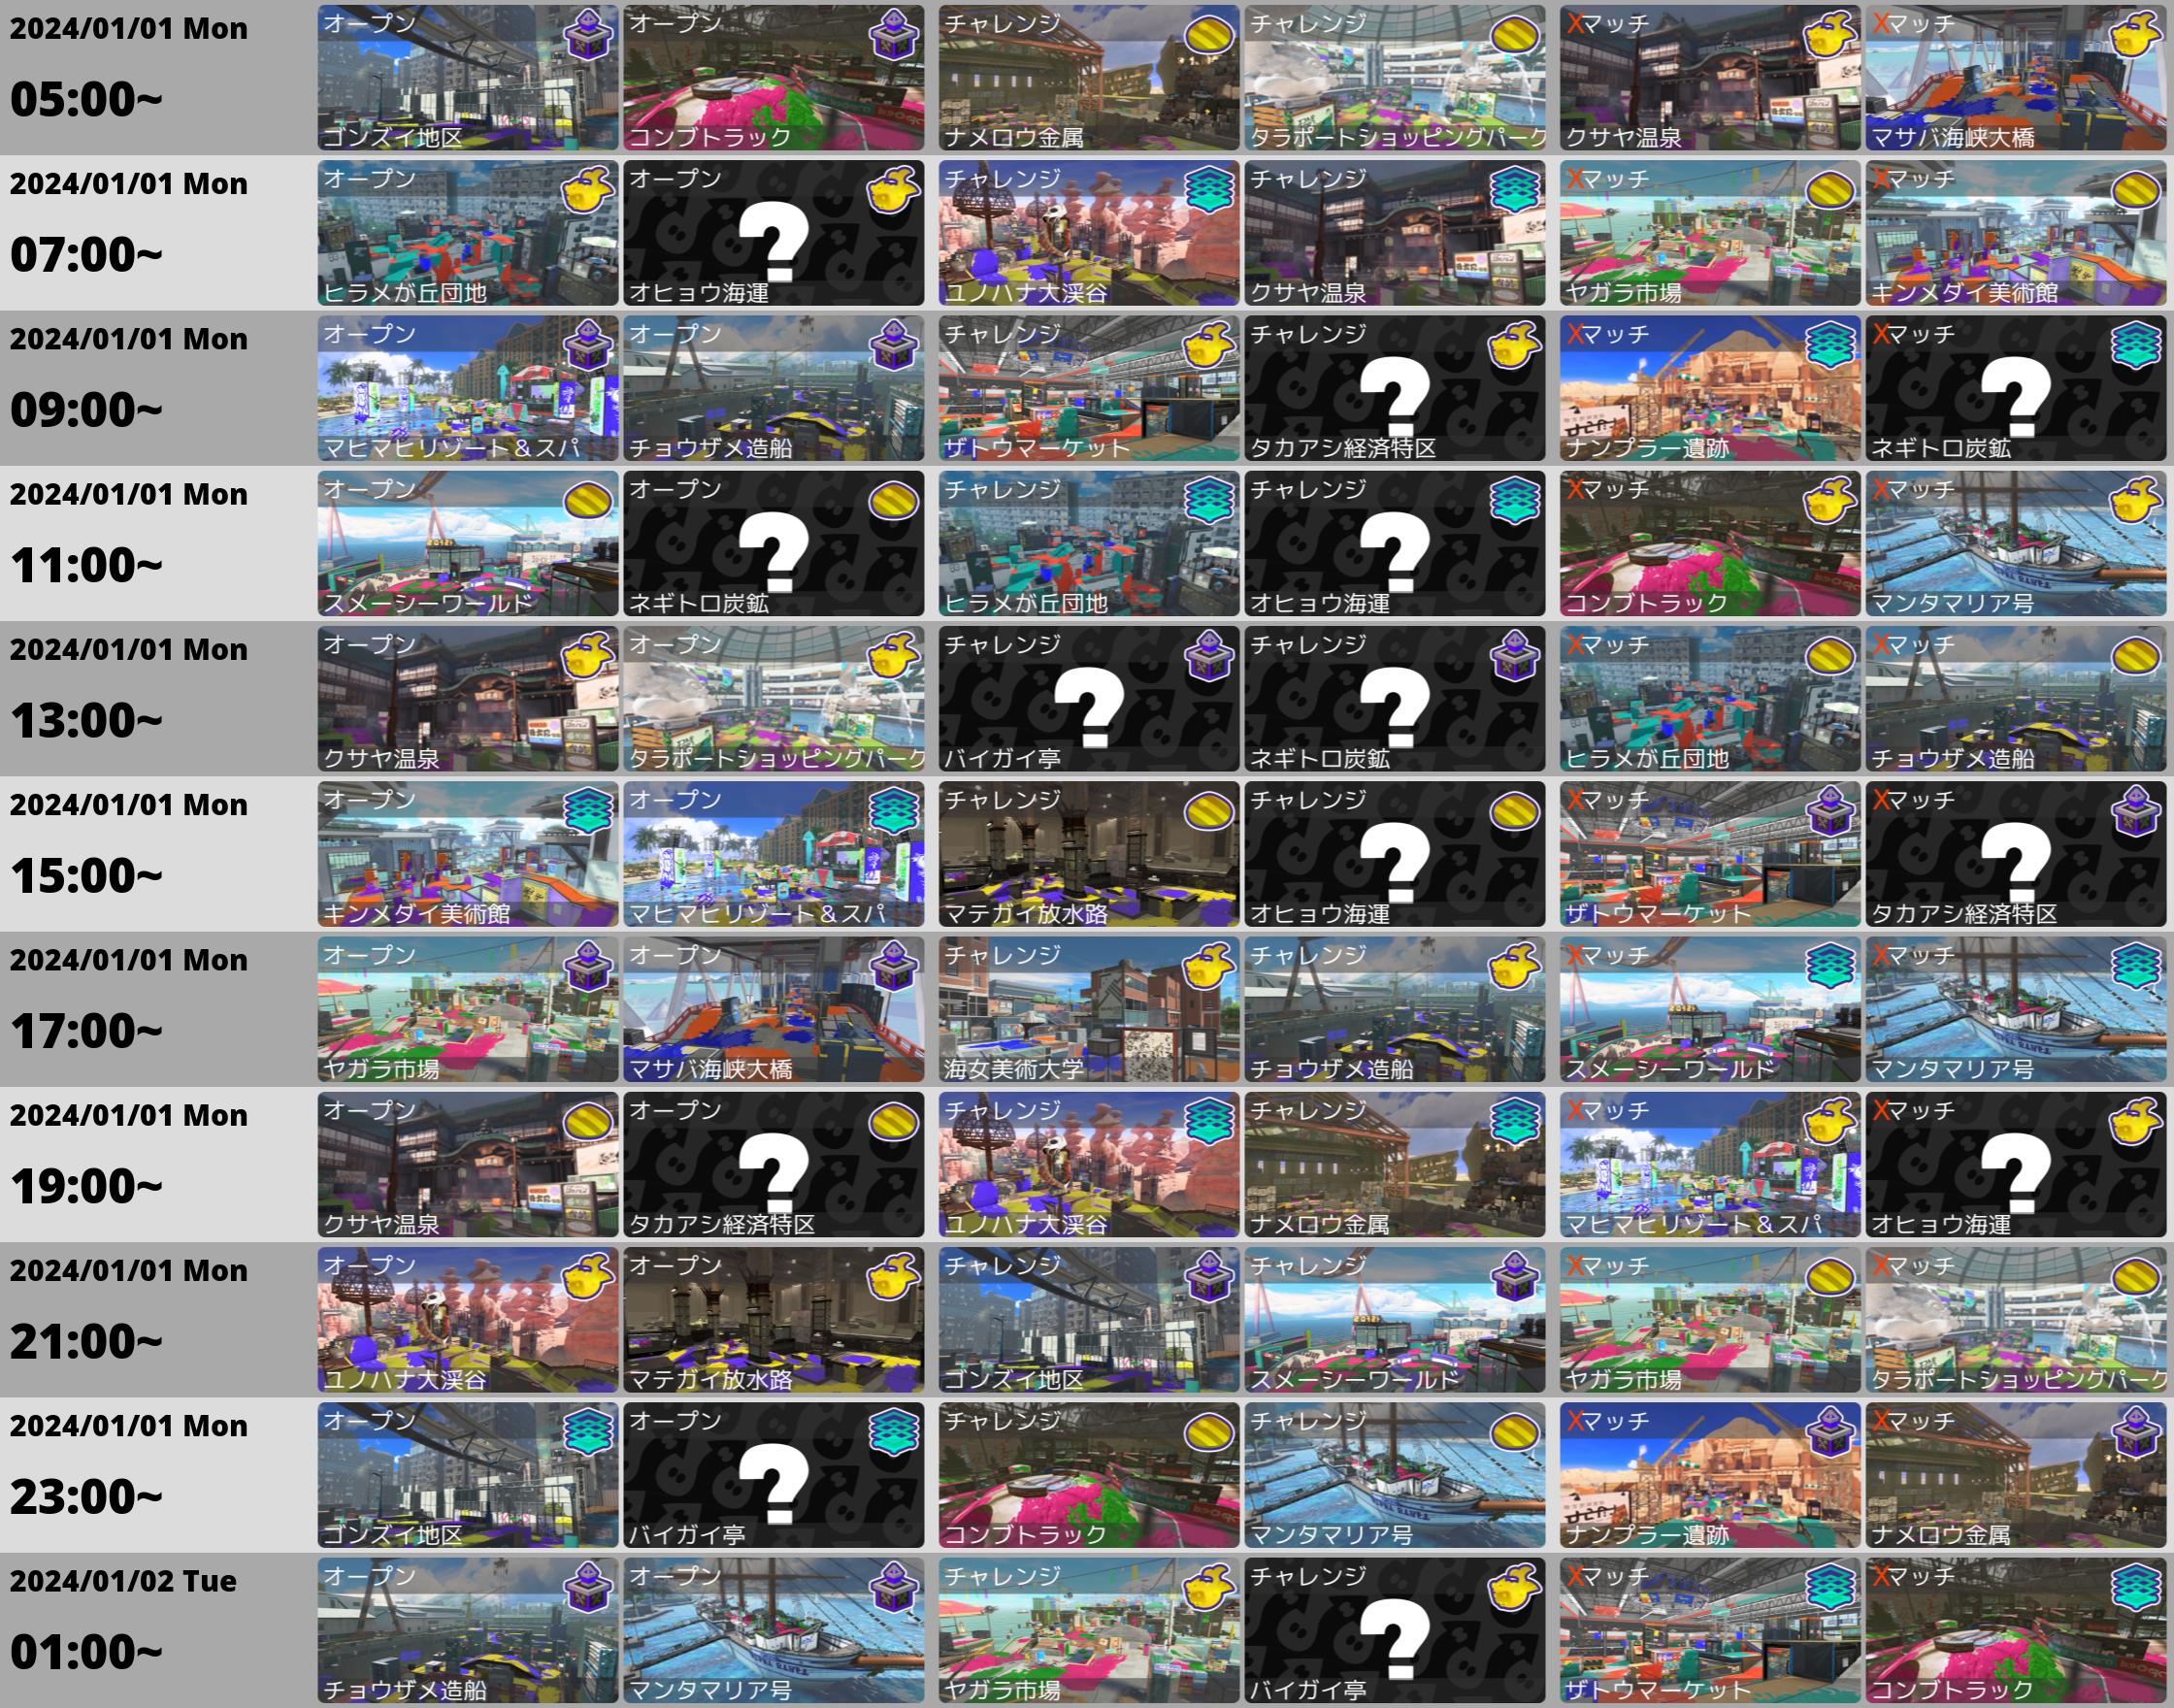 2024/01/01 Mon
05:00~
オープン
ゴンズイ地区
オープン
コンブトラック
チャレンジ
ナメロウ金属
チャレンジ
タラポートショッピングパーク
Xマッチ
クサヤ温泉
Xマッチ
マサバ海峡大橋
2024/01/01 Mon
07:00~
オープン
ヒラメが丘団地
オープン
オヒョウ海運
チャレンジ
ユノハナ大渓谷
チャレンジ
クサヤ温泉
Xマッチ
ヤガラ市場
Xマッチ
キンメダイ美術館
2024/01/01 Mon
09:00~
オープン
マヒマヒリゾート＆スパ
オープン
チョウザメ造船
チャレンジ
ザトウマーケット
チャレンジ
タカアシ経済特区
Xマッチ
ナンプラー遺跡
Xマッチ
ネギトロ炭鉱
2024/01/01 Mon
11:00~
オープン
スメーシーワールド
オープン
ネギトロ炭鉱
チャレンジ
ヒラメが丘団地
チャレンジ
オヒョウ海運
Xマッチ
コンブトラック
Xマッチ
マンタマリア号
2024/01/01 Mon
13:00~
オープン
クサヤ温泉
オープン
タラポートショッピングパーク
チャレンジ
バイガイ亭
チャレンジ
ネギトロ炭鉱
Xマッチ
ヒラメが丘団地
Xマッチ
チョウザメ造船
2024/01/01 Mon
15:00~
オープン
キンメダイ美術館
オープン
マヒマヒリゾート＆スパ
チャレンジ
マテガイ放水路
チャレンジ
オヒョウ海運
Xマッチ
ザトウマーケット
Xマッチ
タカアシ経済特区
2024/01/01 Mon
17:00~
オープン
ヤガラ市場
オープン
マサバ海峡大橋
チャレンジ
海女美術大学
チャレンジ
チョウザメ造船
Xマッチ
スメーシーワールド
Xマッチ
マンタマリア号
2024/01/01 Mon
19:00~
オープン
クサヤ温泉
オープン
タカアシ経済特区
チャレンジ
ユノハナ大渓谷
チャレンジ
ナメロウ金属
Xマッチ
マヒマヒリゾート＆スパ
Xマッチ
オヒョウ海運
2024/01/01 Mon
21:00~
オープン
ユノハナ大渓谷
オープン
マテガイ放水路
チャレンジ
ゴンズイ地区
チャレンジ
スメーシーワールド
Xマッチ
ヤガラ市場
Xマッチ
タラポートショッピングパーク
2024/01/01 Mon
23:00~
オープン
ゴンズイ地区
オープン
バイガイ亭
チャレンジ
コンブトラック
チャレンジ
マンタマリア号
Xマッチ
ナンプラー遺跡
Xマッチ
ナメロウ金属
2024/01/02 Tue
01:00~
オープン
チョウザメ造船
オープン
マンタマリア号
チャレンジ
ヤガラ市場
チャレンジ
バイガイ亭
Xマッチ
ザトウマーケット
Xマッチ
コンブトラック